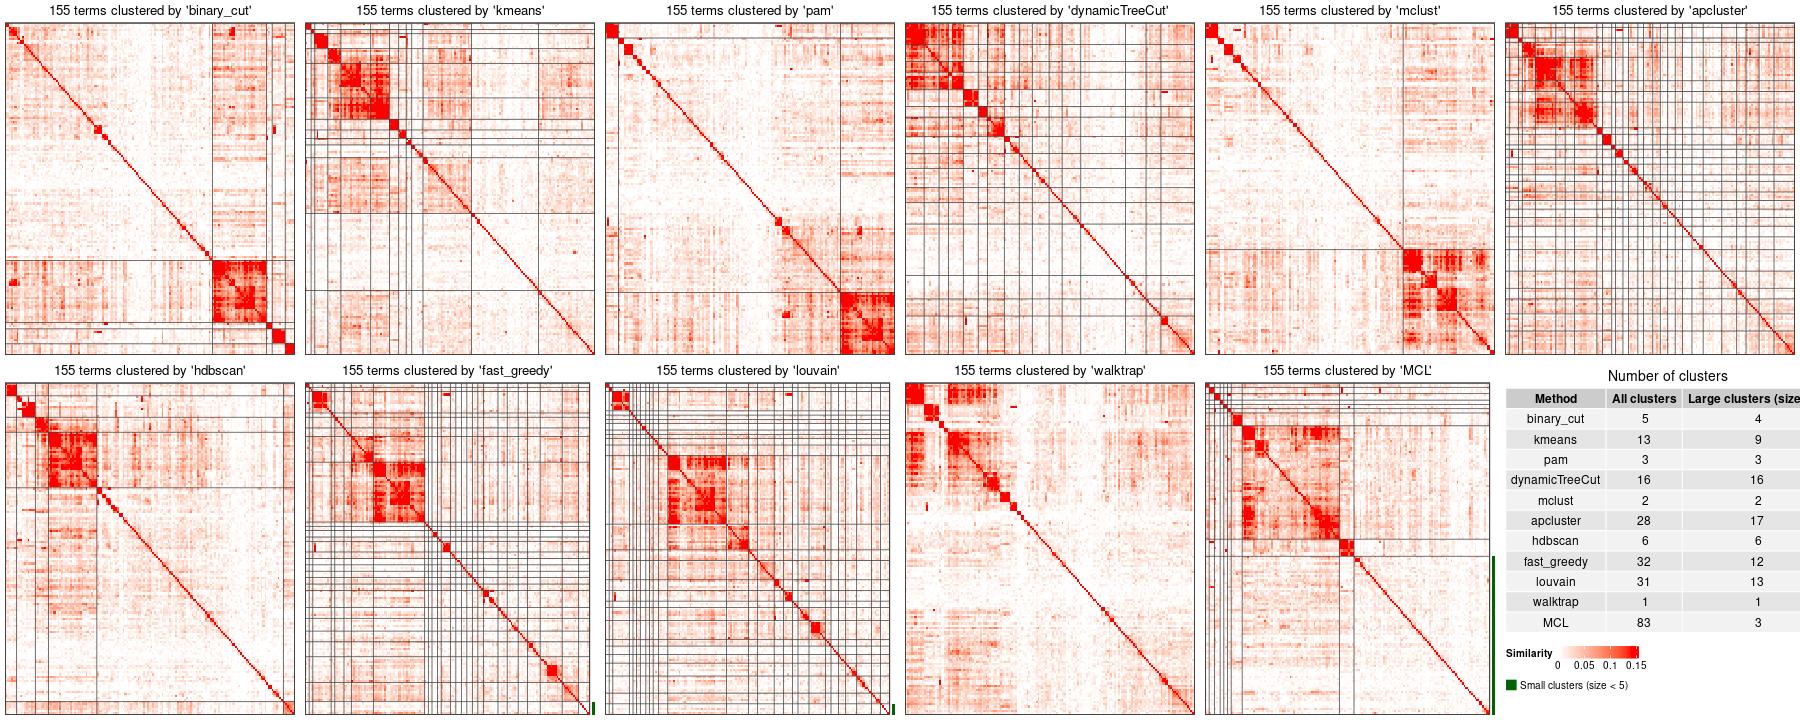 155 terms clustered by 'binary_cut'
155 terms clustered by 'kmeans'
155 terms clustered by 'pam'
155 terms clustered by 'dynamicTreeCut'
155 terms clustered by 'mclust'
155 terms clustered by 'apcluster'
155 terms clustered by 'hdbscan'
155 terms clustered by 'fast_greedy'
155 terms clustered by 'louvain'
155 terms clustered by 'walktrap'
155 terms clustered by 'MCL'
Number of clusters
Method All clusters Large clusters (size
binary_cut 5 4
kmeans 13 9
pam 3 3
dynamicTreeCut 16 16
mclust 2 2
apcluster 28 17
hdbscan 6 6
fast_greedy 32 12
louvain 31 13
walktrap 1 1
MCL 83 3
Similarity
0 0.05 0.1 0.15
Small clusters (size < 5)